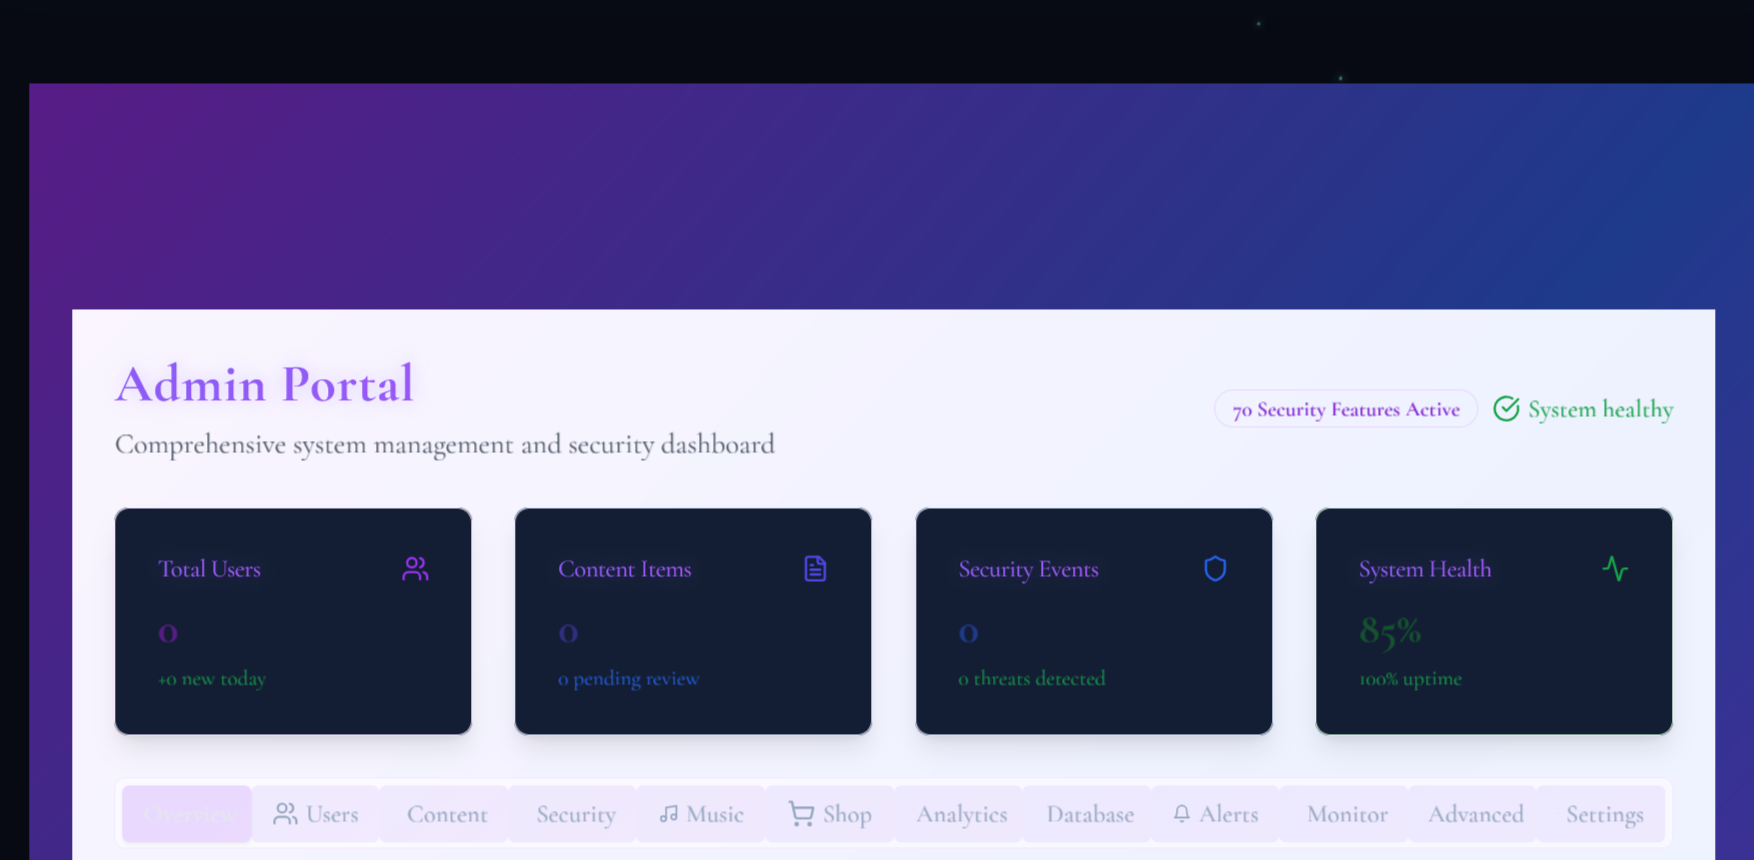 Admin Portal
70 Security Features Active System healthy
Comprehensive system management and security dashboard
Total Users
0
+0 new today
Content Items
0
0 pending review
Security Events
0
0 threats detected
System Health
85%
100% uptime
Overview Users Content Security Music Shop Analytics Database Alerts Monitor Advanced Settings